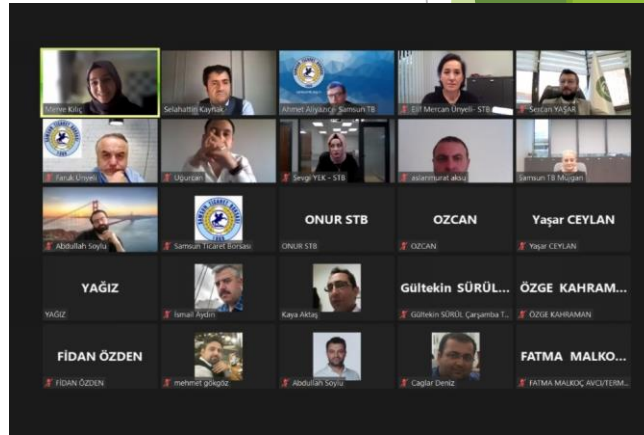 Merve Kılıç
Selahattin Kaynak
Ahmet Aliyazıcı- Samsun TB
Elif Mercan Ünyeli- STB
Sercan YAŞAR
Faruk Ünyeli
Uğurcan
Sevgi YEK - STB
aslanmurat aksu
Samsun TB Müjgan
Abdullah Soylu
Samsun Ticaret Borsası
ONUR STB
ONUR STB
OZCAN
OZCAN
Yaşar CEYLAN
Yaşar CEYLAN
YAĞIZ
YAĞIZ
İsmail Aydın
Kaya Aktaş
Gültekin SÜRÜL...
Gültekin SÜRÜL Çarşamba T...
ÖZGE KAHRAM...
ÖZGE KAHRAMAN
FİDAN ÖZDEN
FİDAN ÖZDEN
mehmet gökgöz
Abdullah Soylu
Caglar Deniz
FATMA MALKO...
FATMA MALKOÇ AVCI/TERM...